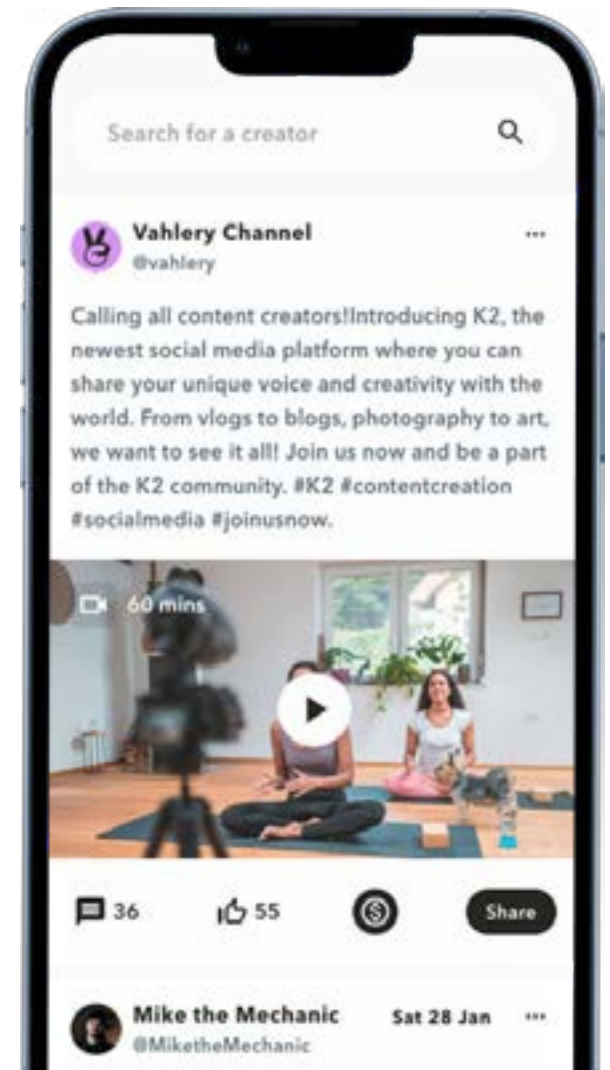 Search for a creator
Vahlery Channel
@vahlery
Calling all content creators!Introducing K2, the
newest social media platform where you can
share your unique voice and creativity with the
world. From vlogs to blogs, photography to art,
we want to see it all! Join us now and be a part
of the K2 community. #K2 #contentcreation
#socialmedia #joinusnow.
60 mins
36
55
Share
Mike the Mechanic
Sat 28 Jan
@MiketheMechanic